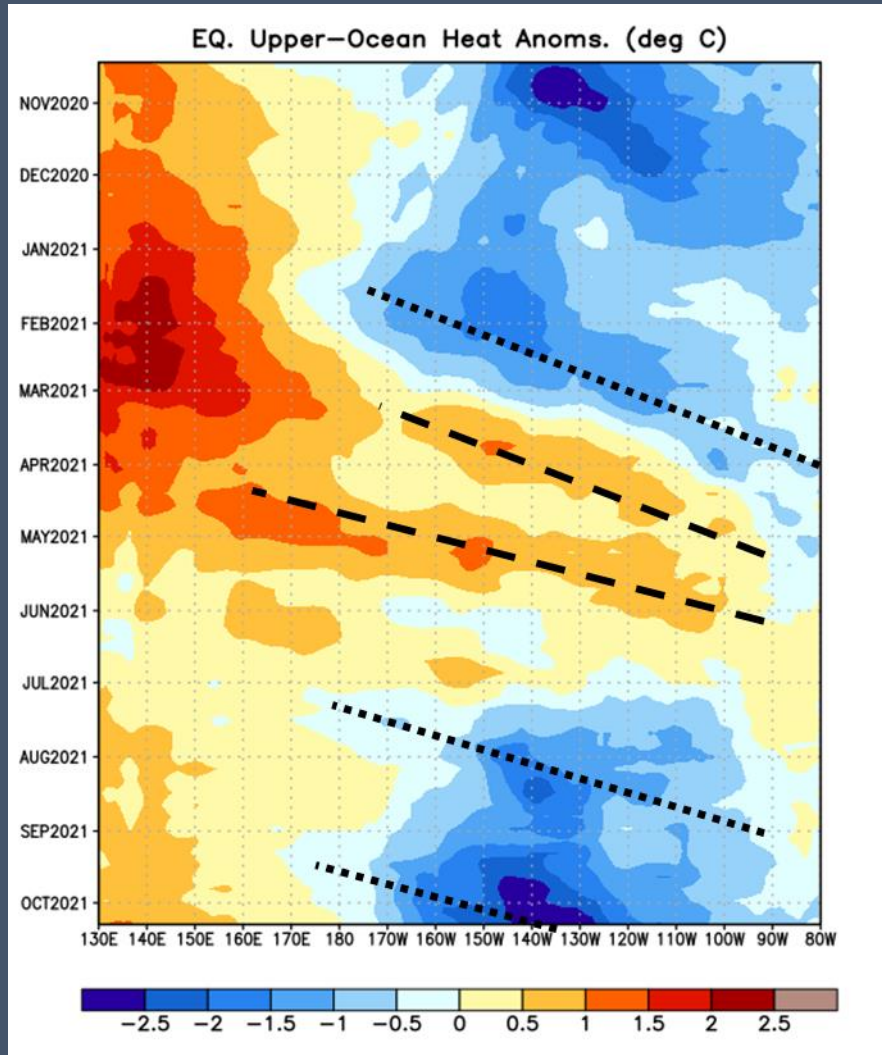 EQ. Upper-Ocean Heat Anoms. (deg C)
NOV2020
DEC2020
JAN2021
FEB2021
MAR2021
APR2021
MAY2021
JUN2021
JUL2021
AUG2021
SEP2021
OCT2021
130E 140E 150E 160E 170E 180 170W 160W 150W 140W 130W 120W 110W 100W 90W 80W
-2.5 -2 -1.5 -1 -0.5 0 0.5 1 1.5 2 2.5